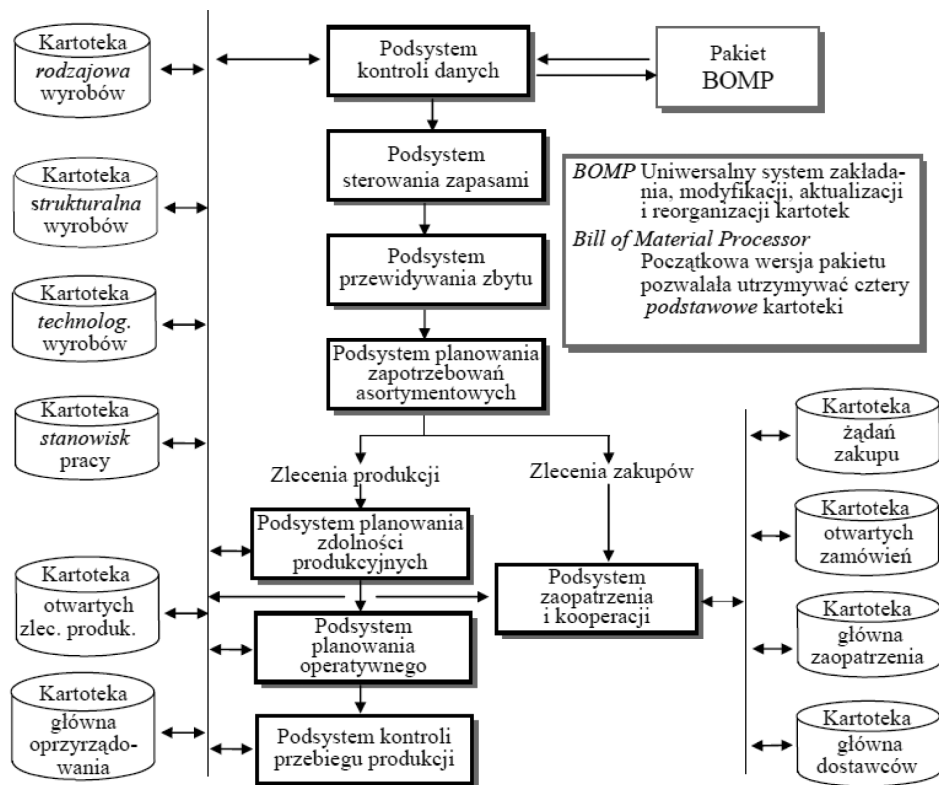 Kartoteka
rodzajowa
wyrobów
Kartoteka
strukturalna
wyrobów
Kartoteka
technolog.
wyrobów
Kartoteka
stanowisk
pracy
Kartoteka
otwartych
zlec. produk.
Kartoteka
główna
oprzyrządo-
wania
Podsystem
kontroli danych
Pakiet
BOMP
Podsystem
sterowania zapasami
Podsystem
przewidywania zbytu
Podsystem planowania
zapotrzebowań
asortymentowych
BOMP Uniwersalny system zakłada-
nia, modyfikacji, aktualizacji
i reorganizacji kartotek
Bill of Material Processor
Początkowa wersja pakietu
pozwalała utrzymywać cztery
podstawowe kartoteki
Zlecenia produkcji
Zlecenia zakupów
Podsystem planowania
zdolności
produkcyjnych
Podsystem
zaopatrzenia
i kooperacji
Podsystem
planowania
operatywnego
Podsystem kontroli
przebiegu produkcji
Kartoteka
żądań
zakupu
Kartoteka
otwartych
zamówień
Kartoteka
główna
zaopatrzenia
Kartoteka
główna
dostawców